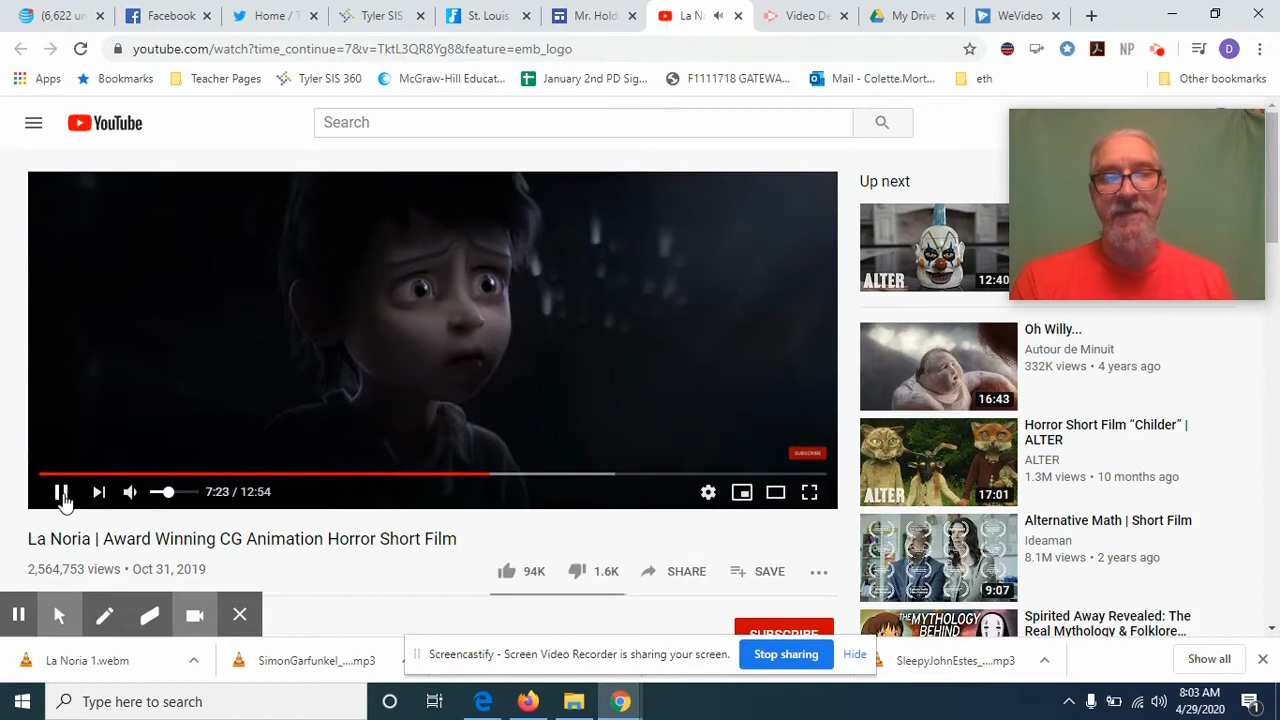 (6,622 un
Facebook
Home / T
Tyler SIS
St. Louis
Mr. Hold
La N
Video De
My Drive
WeVideo
youtube.com/watch?time_continue=7&v=TktL3QR8Yg8&feature=emb_logo
NP
D
Apps
Bookmarks
Teacher Pages
Tyler SIS 360
McGraw-Hill Educat...
January 2nd PD Sig...
F1111718 GATEWA...
Mail - Colette.Mort...
eth
Other bookmarks
YouTube
Search
Up next
ALTER
12:40
Oh Willy...
Autour de Minuit
332K views • 4 years ago
16:43
Horror Short Film “Childer” |
ALTER
ALTER
1.3M views • 10 months ago
ALTER
17:01
Alternative Math | Short Film
Ideaman
8.1M views • 2 years ago
9:07
Spirited Away Revealed: The
Real Mythology & Folklore...
THE MYTHOLOGY
BEHIND
SUBSCRIBE
7:23 / 12:54
La Noria | Award Winning CG Animation Horror Short Film
2,564,753 views • Oct 31, 2019
94K
1.6K
SHARE
SAVE
SUBSCRIBE
Screencastify - Screen Video Recorder is sharing your screen.
Stop sharing
Hide
La Noria 1.webm
SimonGarfunkel_....mp3
SleepyJohnEstes_....mp3
Show all
Type here to search
8:03 AM
4/29/2020
1